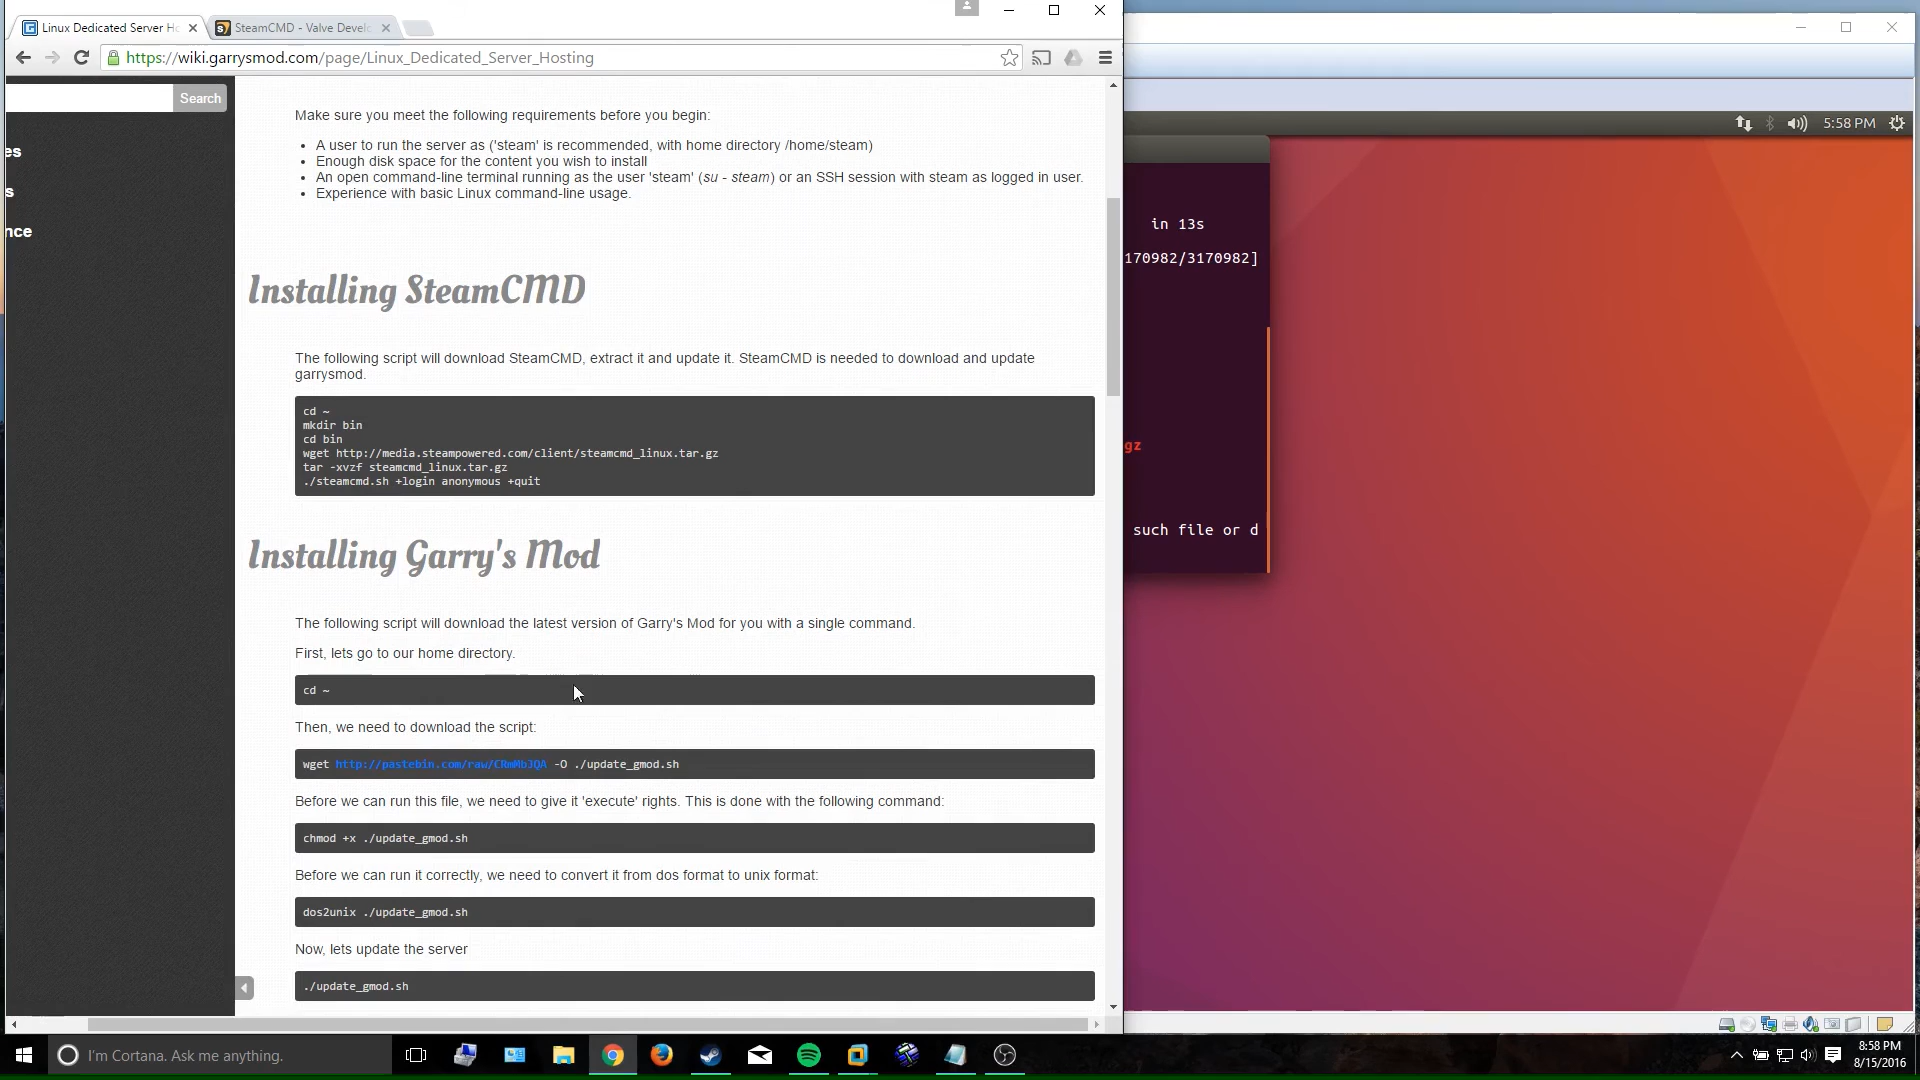 Linux Dedicated Server H
SteamCMD - Valve Devel
https://wiki.garrysmod.com/page/Linux_Dedicated_Server_Hosting
Search
es
s
nce
Make sure you meet the following requirements before you begin:
A user to run the server as ('steam' is recommended, with home directory /home/steam)
Enough disk space for the content you wish to install
An open command-line terminal running as the user 'steam' (su - steam) or an SSH session with steam as logged in user.
Experience with basic Linux command-line usage.
Installing SteamCMD
The following script will download SteamCMD, extract it and update it. SteamCMD is needed to download and update
garrysmod.
cd ~
mkdir bin
cd bin
wget http://media.steampowered.com/client/steamcmd_linux.tar.gz
tar -xvzf steamcmd_linux.tar.gz
./steamcmd.sh +login anonymous +quit
Installing Garry's Mod
The following script will download the latest version of Garry's Mod for you with a single command.
First, lets go to our home directory.
cd ~
Then, we need to download the script:
wget http://pastebin.com/raw/CRmMb3QA -O ./update_gmod.sh
Before we can run this file, we need to give it 'execute' rights. This is done with the following command:
chmod +x ./update_gmod.sh
Before we can run it correctly, we need to convert it from dos format to unix format:
dos2unix ./update_gmod.sh
Now, lets update the server
./update_gmod.sh
5:58 PM
in 13s
170982/3170982]
gz
such file or d
I'm Cortana. Ask me anything.
8:58 PM
8/15/2016